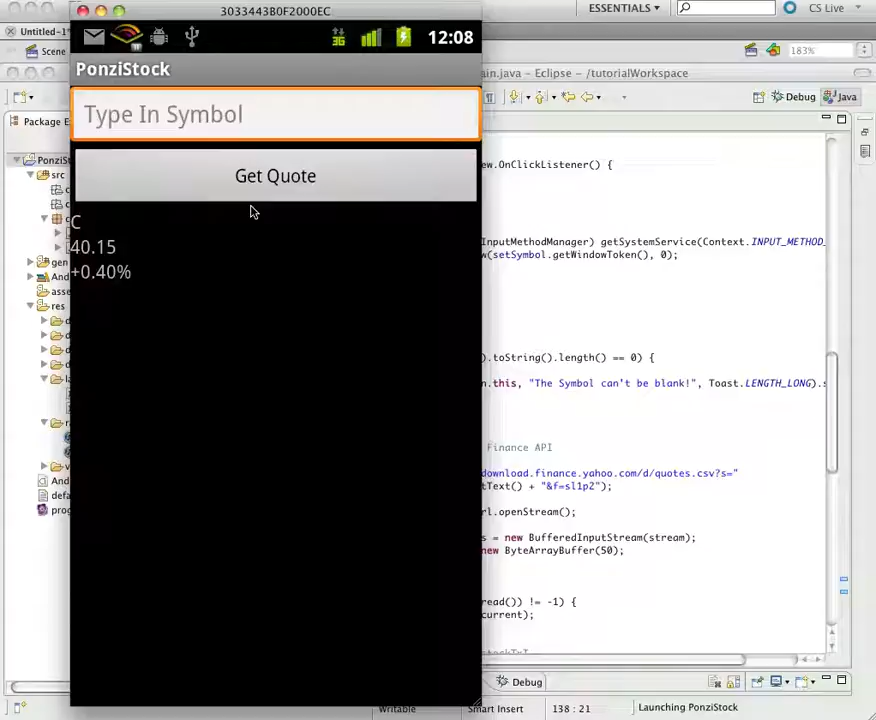 3033443B0F2000EC
ESSENTIALS
CS Live
Untitled-1
Scene
183%
12:08
PonziStock
ain.java - Eclipse - /tutorialWorkspace
Type In Symbol
Debug
Java
Package E
Get Quote
C
40.15
+0.40%
PonziSt
src
gen
And
asse
res
And
defa
prog
ew.OnClickListener() {
InputMethodManager) getSystemService(Context.INPUT_METHOD_
w(setSymbol.getWindowToken(), 0);
).toString().length() == 0) {
n.this, "The Symbol can't be blank!", Toast.LENGTH_LONG).s
Finance API
download.finance.yahoo.com/d/quotes.csv?s="
tText() + "&f=sl1p2");
rl.openStream();
s = new BufferedInputStream(stream);
new ByteArrayBuffer(50);
read()) != -1) {
current);
Debug
Writable
Smart Insert
138 : 21
Launching PonziStock